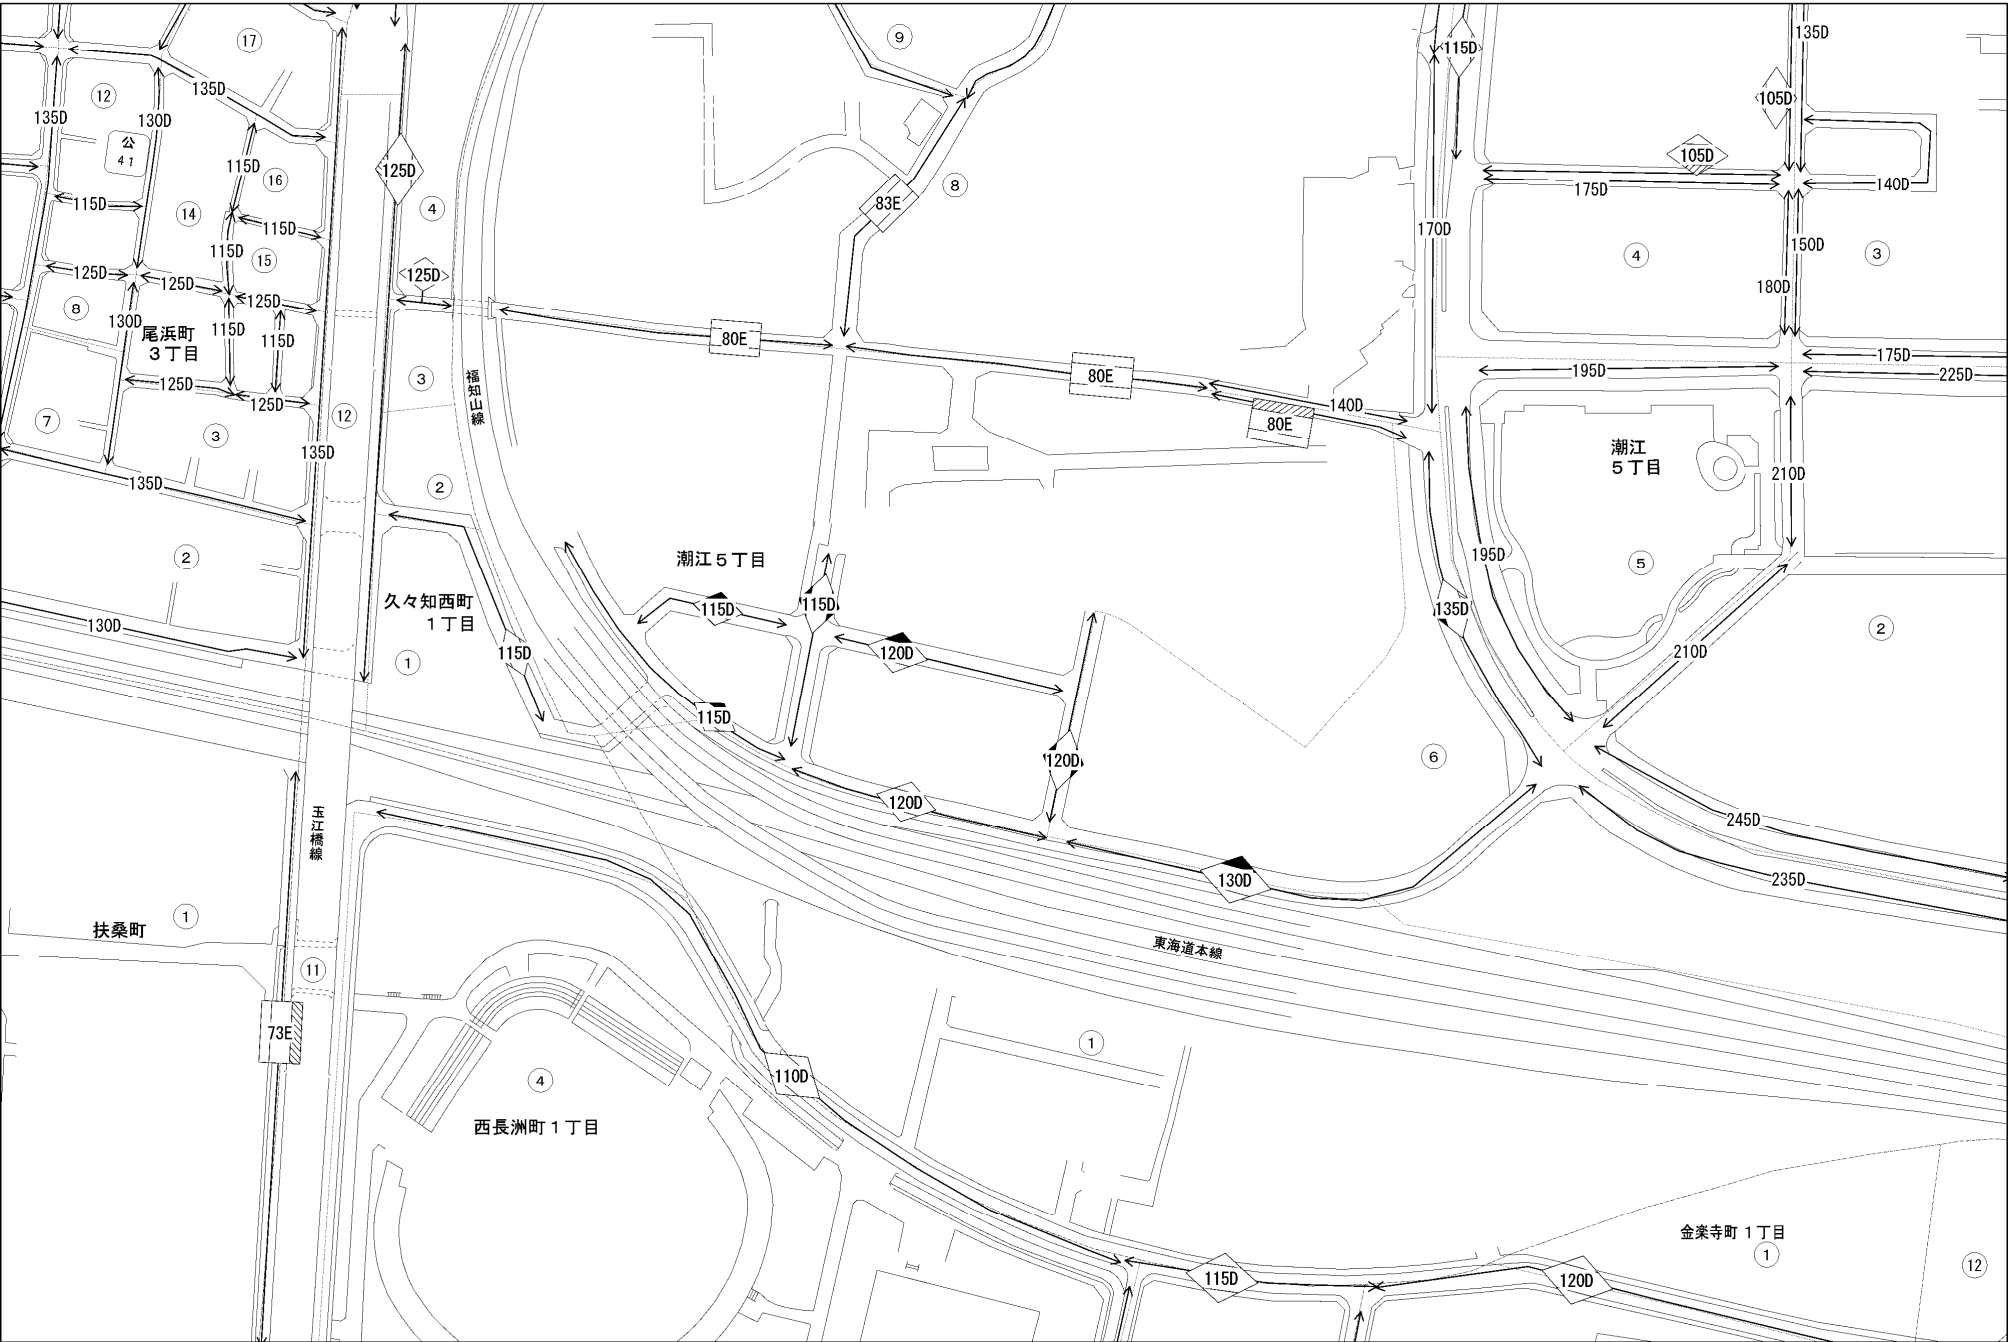 17
9
135D
115D
12
135D
135D
130D
105D
105D
公
41
115D
16
125D
4
8
83E
175D
140D
115D
14
115D
115D
15
170D
150D
4
3
125D
125D
125D
125D
180D
8
130D
尾浜町
3丁目
115D
115D
80E
80E
175D
195D
225D
125D
125D
3
福知山線
140D
80E
7
3
12
135D
潮江
5丁目
135D
2
210D
2
潮江5丁目
195D
5
久々知西町
1丁目
115D
115D
135D
130D
1
115D
120D
210D
2
115D
120D
6
120D
245D
玉江橋線
130D
235D
扶桑町
1
東海道本線
11
73E
1
4
110D
西長洲町1丁目
金楽寺町1丁目
1
12
115D
120D